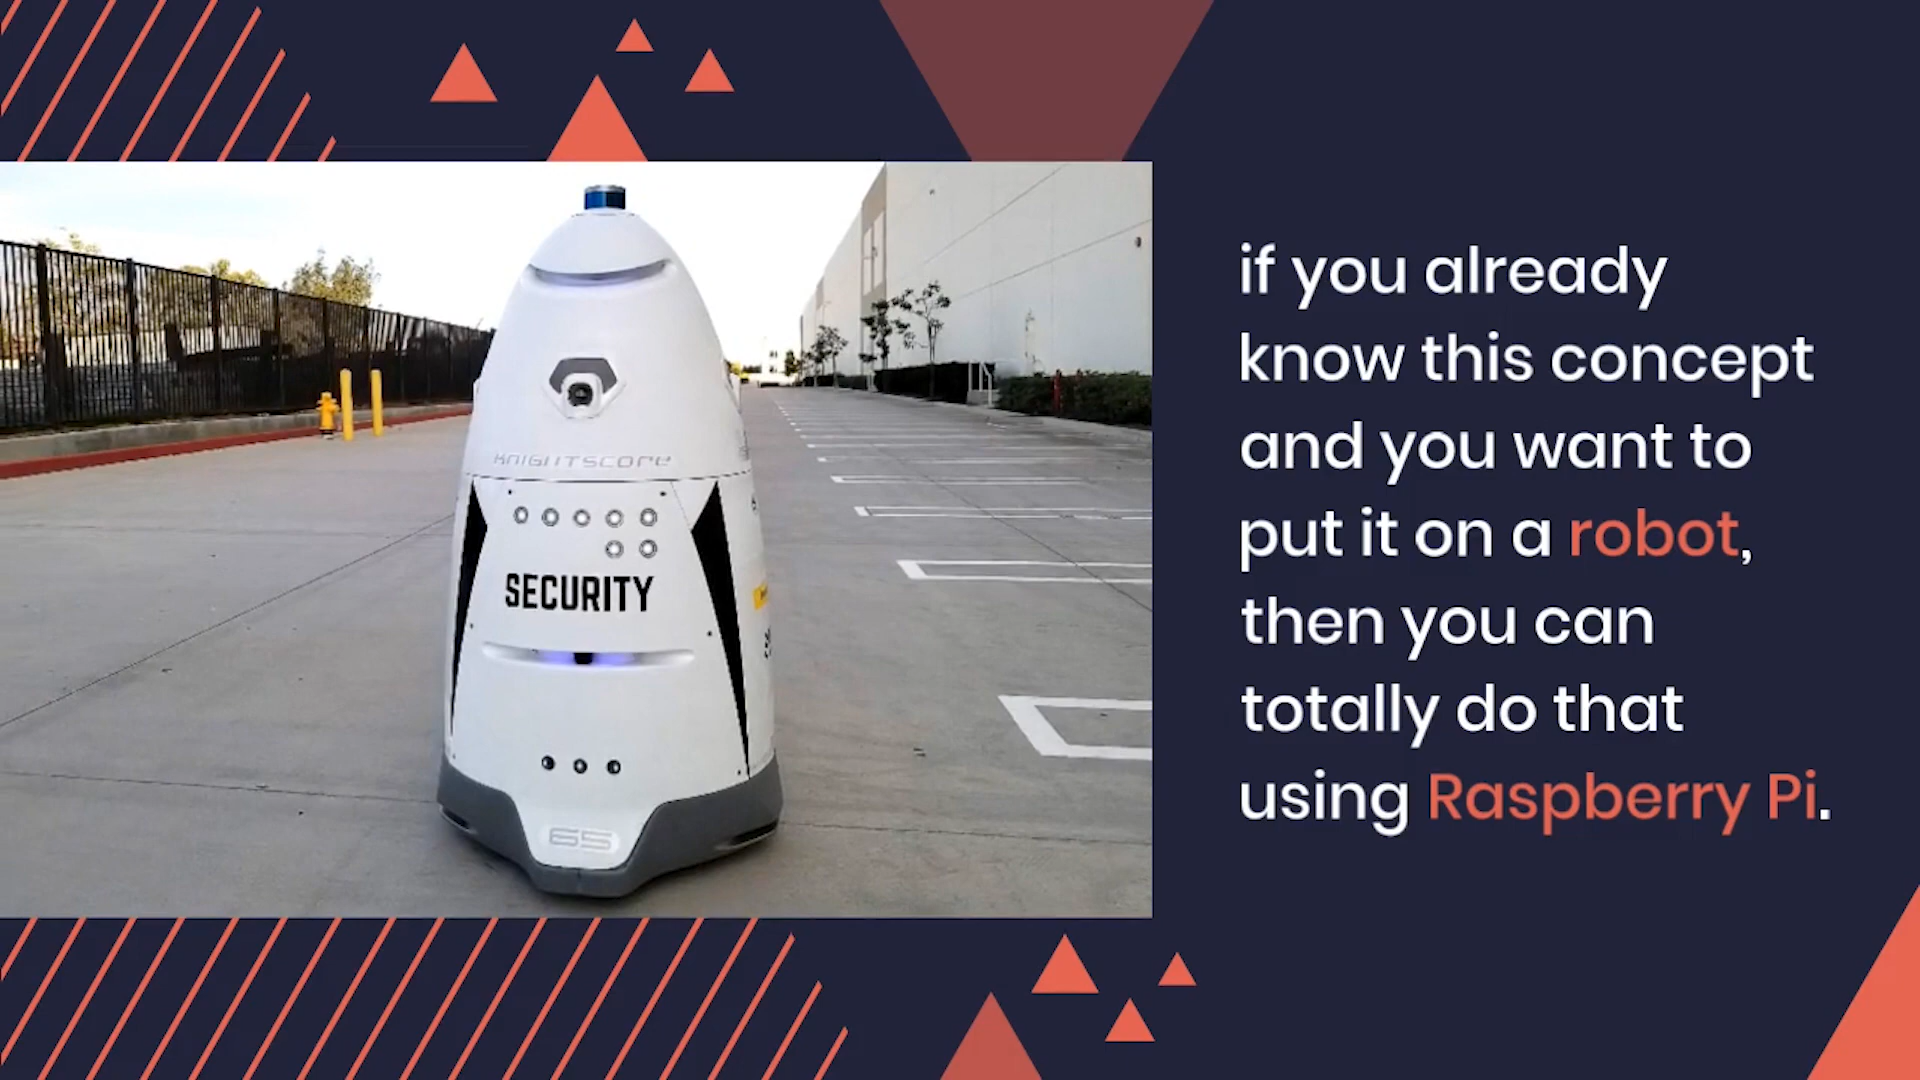 KNIGHTSCOPE
SECURITY
65
if you already
know this concept
and you want to
put it on a robot,
then you can
totally do that
using Raspberry Pi.